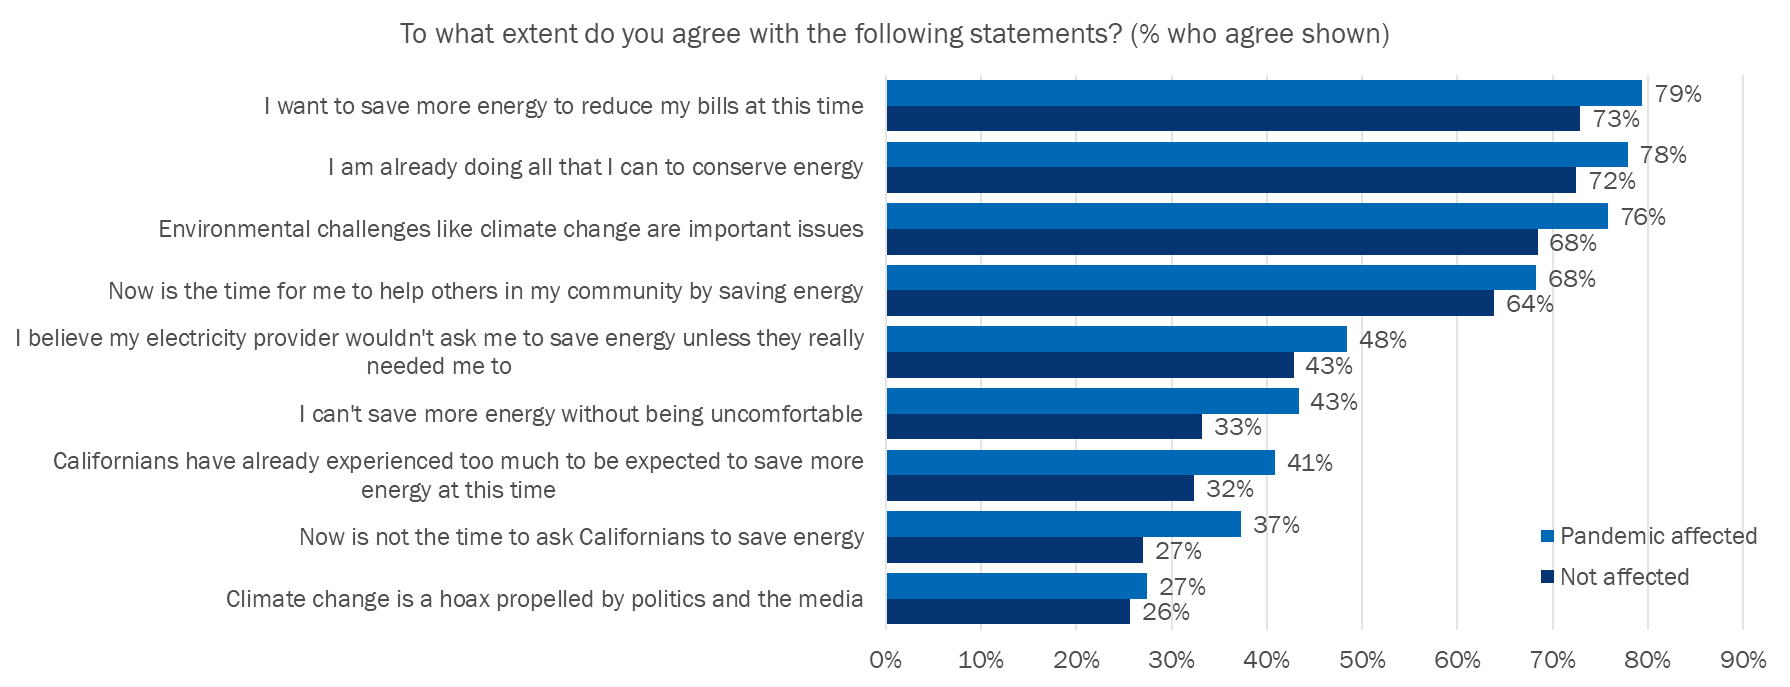 To what extent do you agree with the following statements? (% who agree shown)
I want to save more energy to reduce my bills at this time
79%
73%
I am already doing all that I can to conserve energy
78%
72%
Environmental challenges like climate change are important issues
76%
68%
Now is the time for me to help others in my community by saving energy
68%
64%
I believe my electricity provider wouldn't ask me to save energy unless they really
needed me to
48%
43%
I can't save more energy without being uncomfortable
43%
33%
Californians have already experienced too much to be expected to save more
energy at this time
41%
32%
Now is not the time to ask Californians to save energy
37%
27%
Climate change is a hoax propelled by politics and the media
27%
26%
Pandemic affected
Not affected
0% 10% 20% 30% 40% 50% 60% 70% 80% 90%